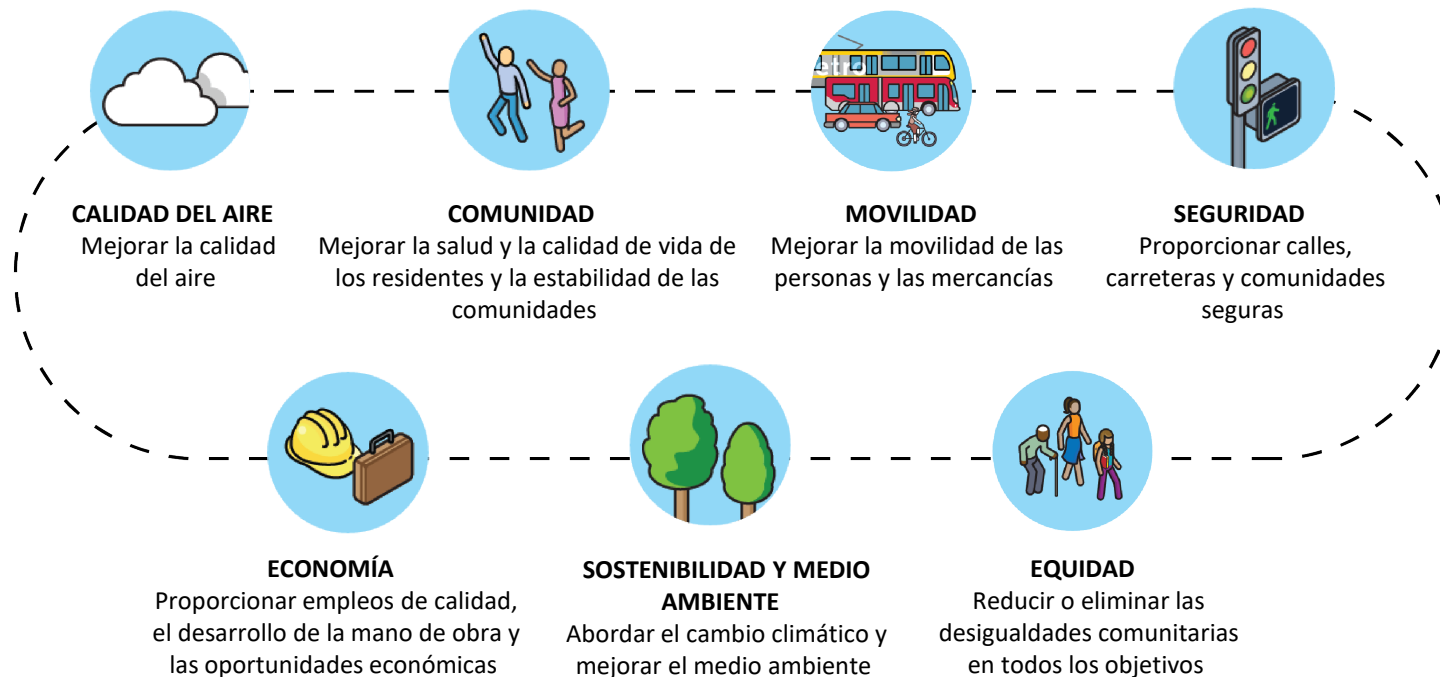 etro
CALIDAD DEL AIRE
Mejorar la calidad
del aire
COMUNIDAD
Mejorar la salud y la calidad de vida de
los residentes y la estabilidad de las
comunidades
MOVILIDAD
Mejorar la movilidad de las
personas y las mercancías
SEGURIDAD
Proporcionar calles,
carreteras y comunidades
seguras
ECONOMÍA
Proporcionar empleos de calidad,
el desarrollo de la mano de obra y
las oportunidades económicas
SOSTENIBILIDAD Y MEDIO
AMBIENTE
Abordar el cambio climático y
mejorar el medio ambiente
EQUIDAD
Reducir o eliminar las
desigualdades comunitarias
en todos los objetivos